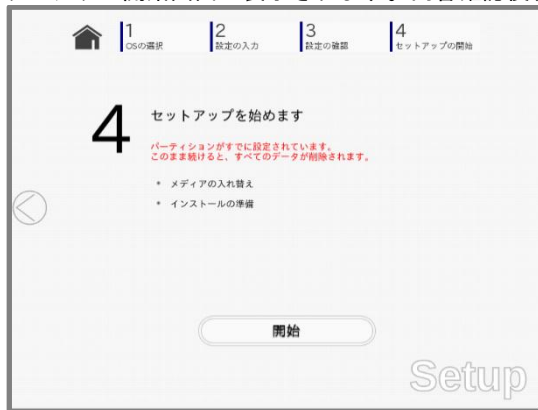 1
OSの選択
2
設定の入力
3
設定の確認
4
セットアップの開始
4
セットアップを始めます
パーティションがすでに設定されています。
このまま続けると、すべてのデータが削除されます。
* メディアの入れ替え
* インストールの準備
開始
Setup